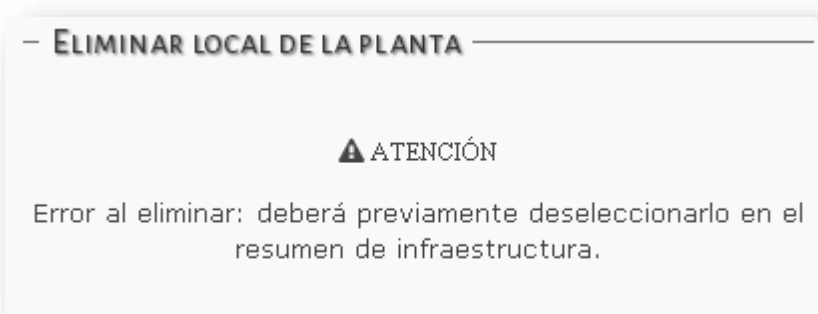 Eliminar local de la planta
ATENCIÓN
Error al eliminar: deberá previamente deseleccionarlo en el
resumen de infraestructura.